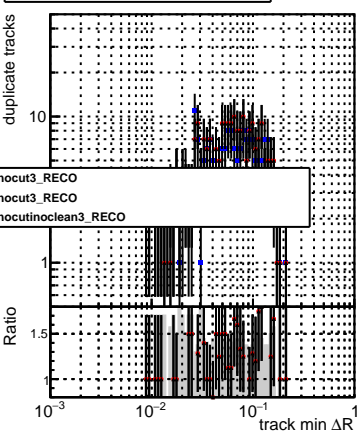 duplicate tracks
10
nocut3_RECO
nocut3_RECO
nocutinoclean3_RECO
1
Ratio
1.5
1
10−3
10−2
10−1
1
track min ΔR